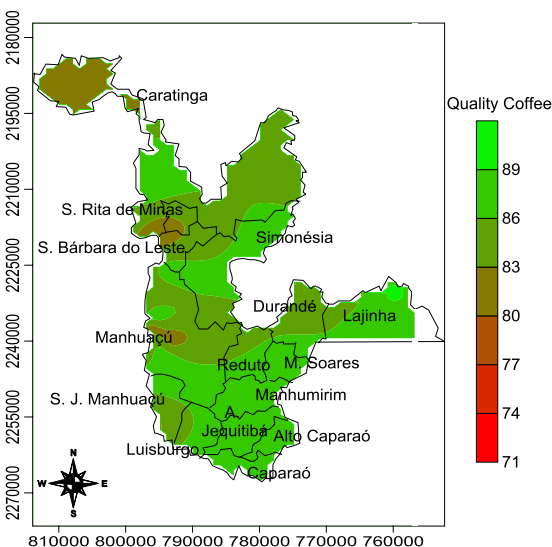 2180000
2195000
2210000
2225000
2240000
2255000
2270000
810000 800000 790000 780000 770000 760000
Caratinga
S. Rita de Minas
S. Bárbara do Leste
Simonésia
Durandé
Lajinha
Manhuaçu
Reduto
M. Soares
S. J. Manhuaçu
Manhumirim
A.
Jequitibá
Alto Caparaó
Luisburgo
Caparaó
N
W
E
S
Quality Coffee
89
86
83
80
77
74
71